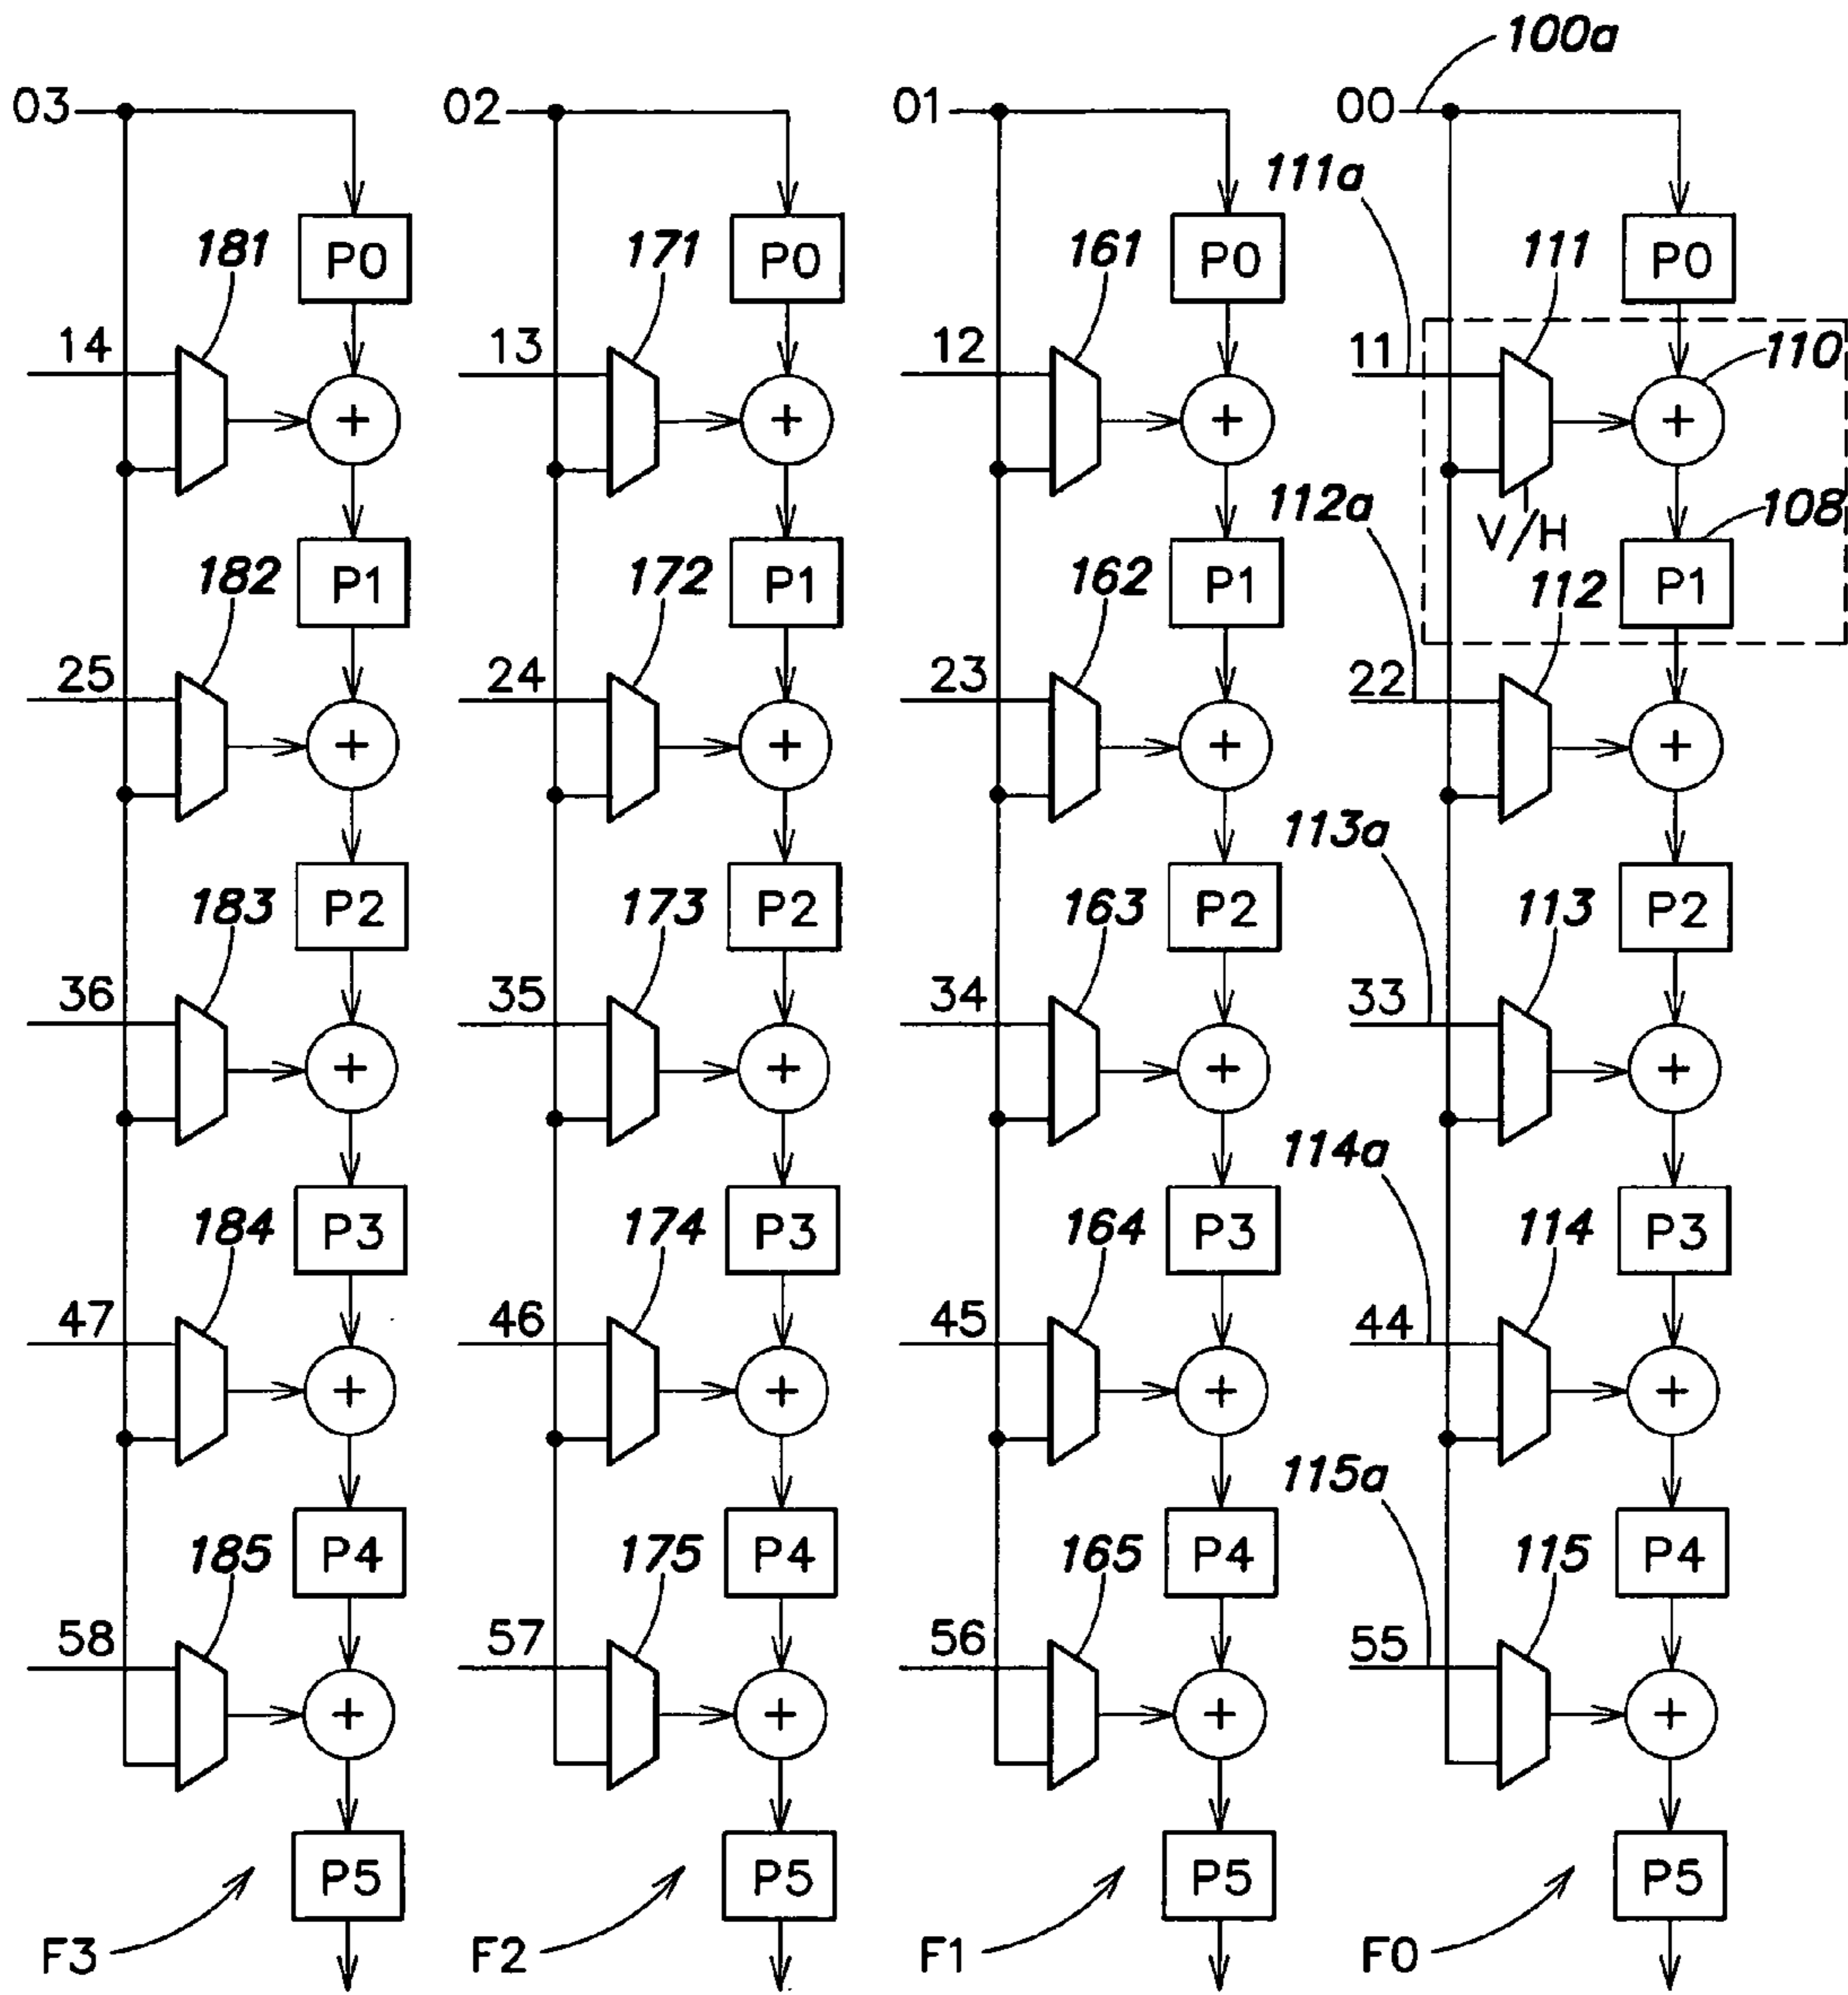 100a
03 02 01 00
111a
181 P0 171 P0 161 P0 111 P0
14 13 12 11 110
+ + + +
112a V/H 108
182 P1 172 P1 162 P1 112 P1
25 24 23 22
+ + + +
113a
183 P2 173 P2 163 P2 113 P2
36 35 34 33
+ + + +
114a
184 P3 174 P3 164 P3 114 P3
47 46 45 44
+ + + +
115a
185 P4 175 P4 165 P4 115 P4
58 57 56 55
+ + + +
P5 P5 P5 P5
F3 F2 F1 F0